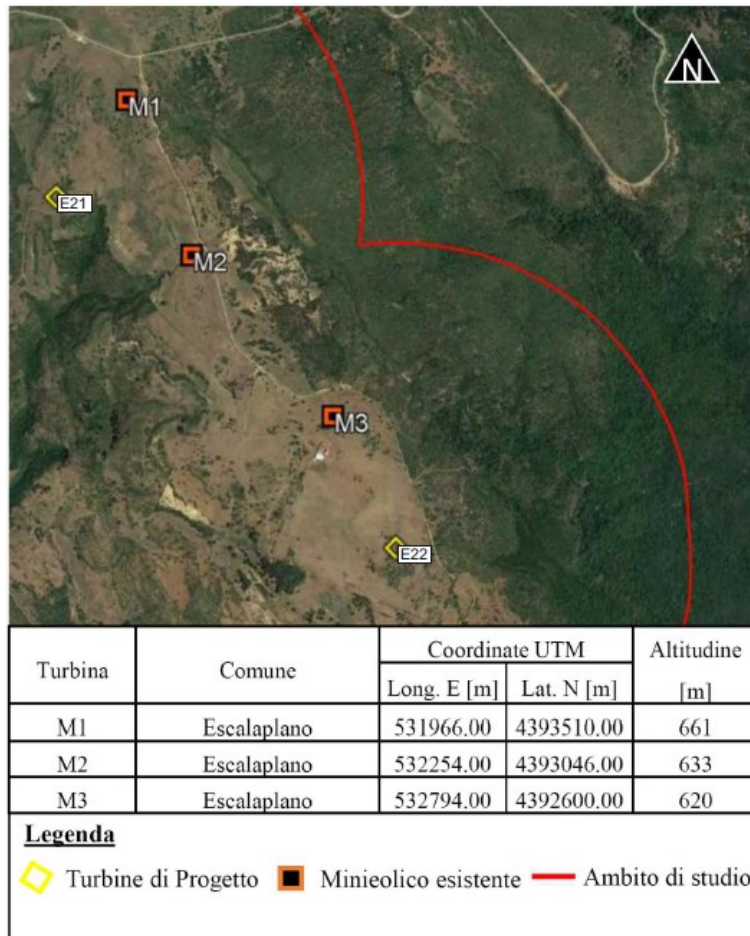 N
M1
E21
M2
M3
E22
Turbina Comune Coordinate UTM Altitudine
Long. E [m] Lat. N [m] [m]
M1 Escalaplano 531966.00 4393510.00 661
M2 Escalaplano 532254.00 4393046.00 633
M3 Escalaplano 532794.00 4392600.00 620
Legenda
Turbine di Progetto Minieolico esistente Ambito di studio